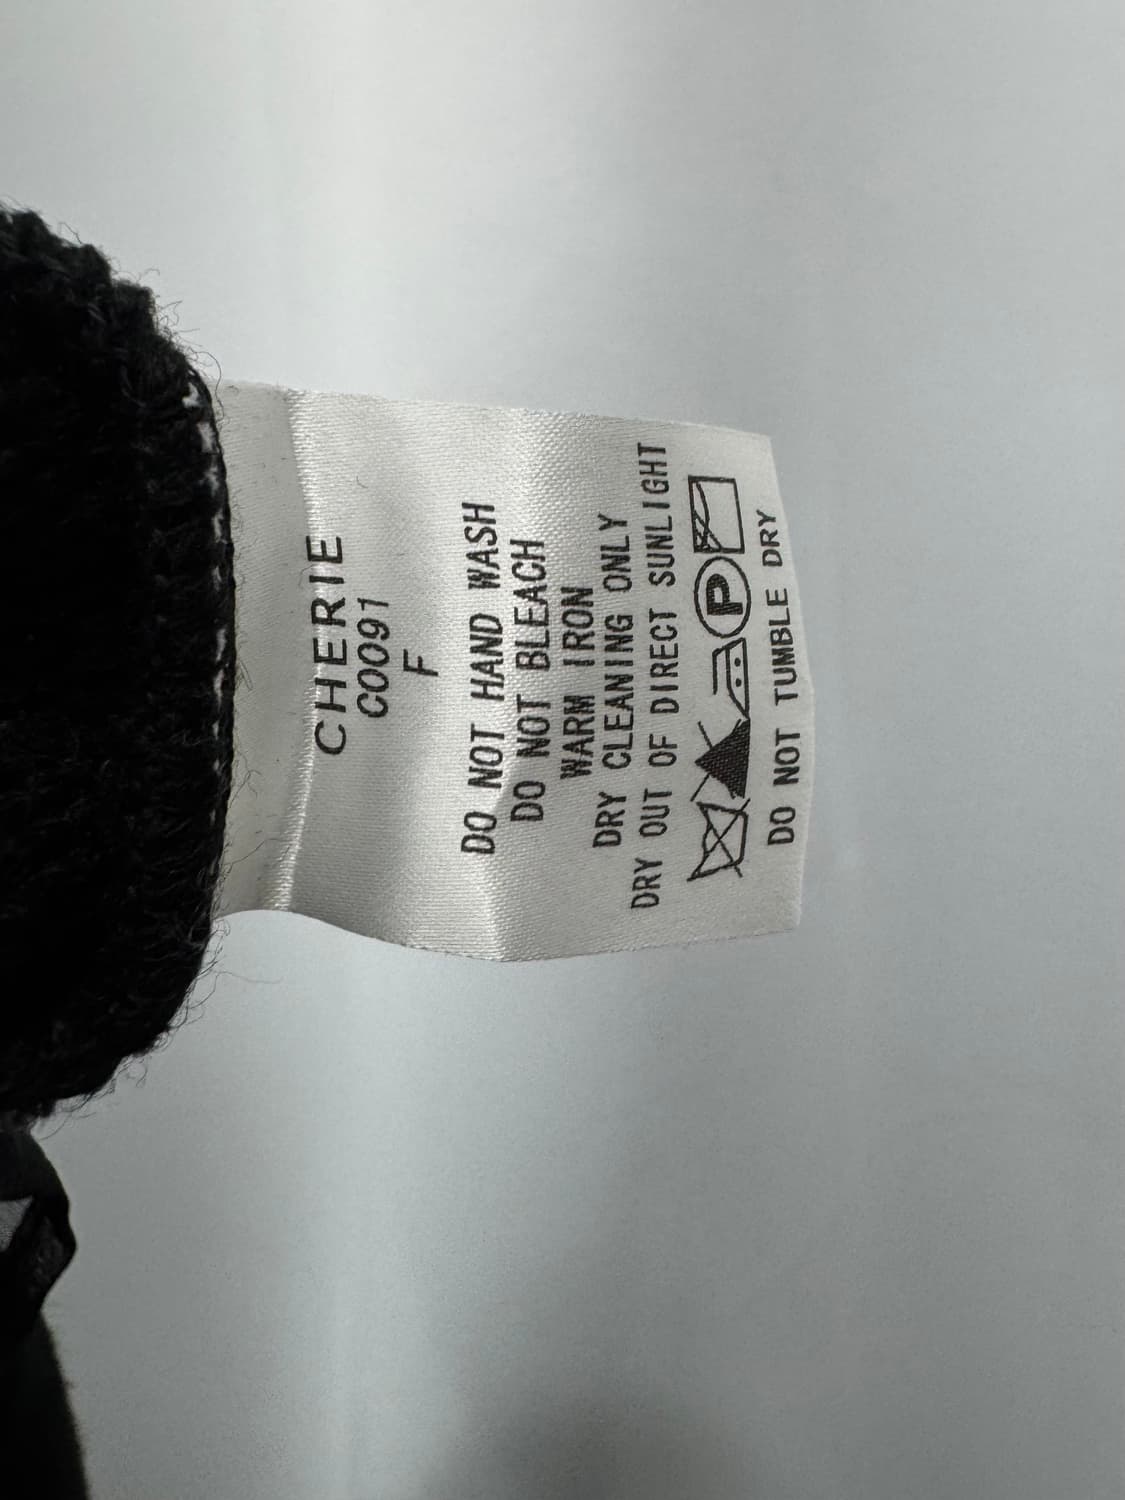 CHERIE
C0091
F
DO NOT HAND WASH
DO NOT BLEACH
WARM IRON
DRY CLEANING ONLY
DRY OUT OF DIRECT SUNLIGHT
P
DO NOT TUMBLE DRY